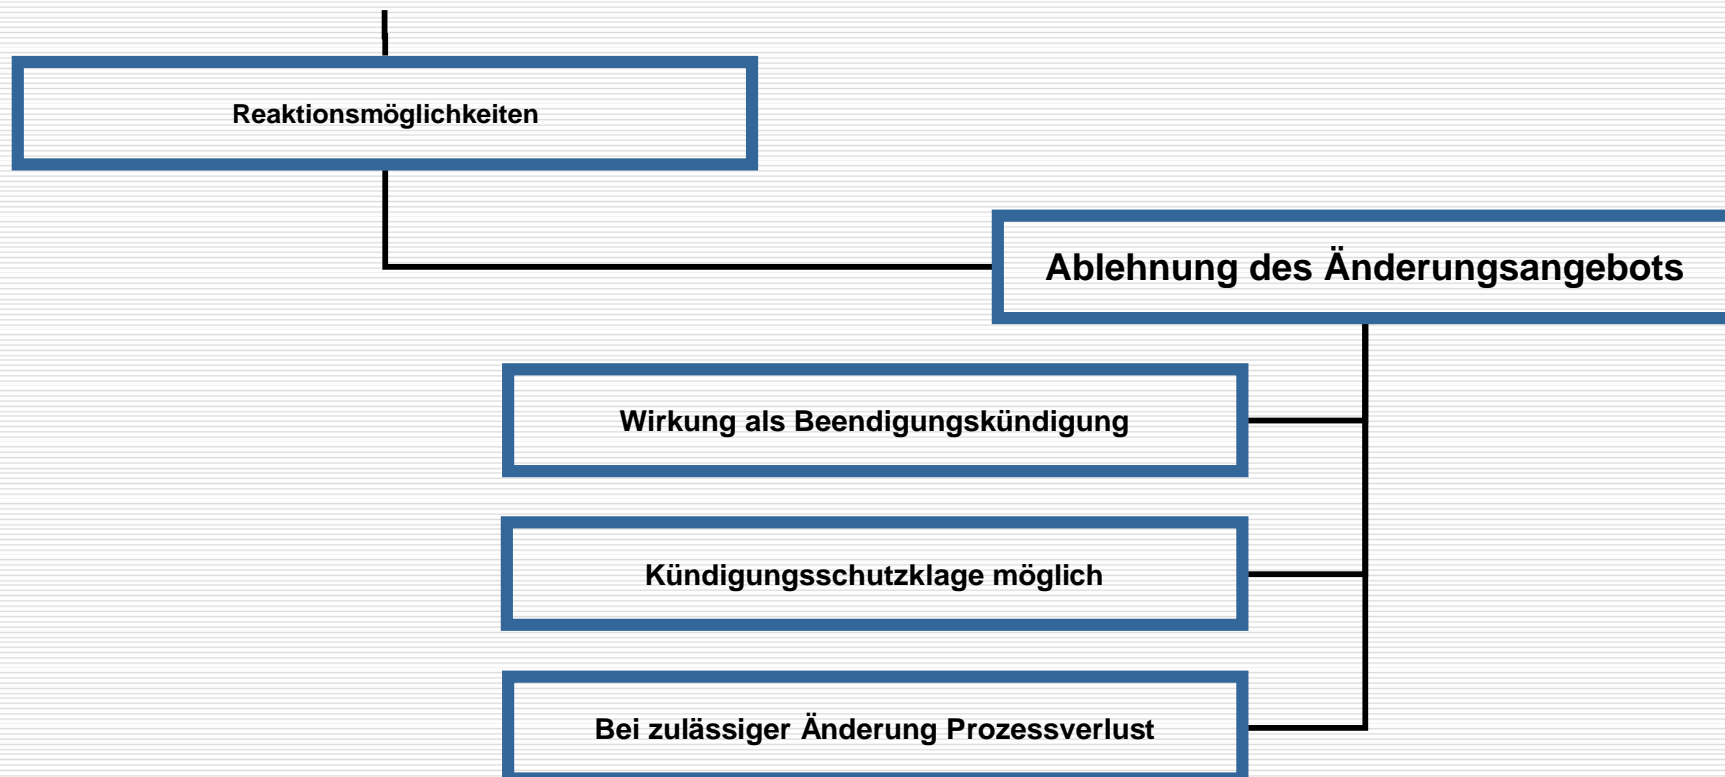 Reaktionsmöglichkeiten
Ablehnung des Änderungsangebots
Wirkung als Beendigungskündigung
Kündigungsschutzklage möglich
Bei zulässiger Änderung Prozessverlust